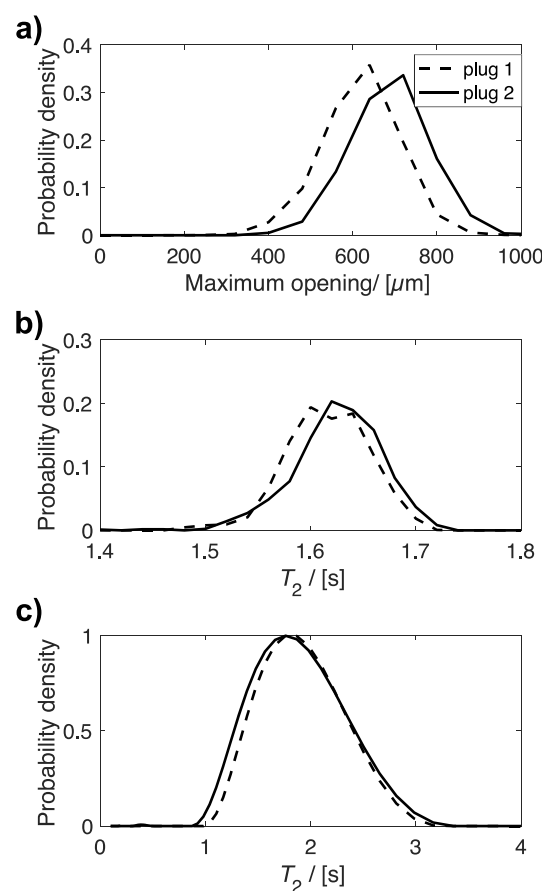 a)
Probability density
0.4
0.3
0.2
0.1
0
plug 1
plug 2
0 200 400 600 800 1000
Maximum opening/ [µm]
b)
Probability density
0.3
0.2
0.1
0
1.4 1.5 1.6 1.7 1.8
T2 / [s]
c)
Probability density
1
0.5
0
0 1 2 3 4
T2 / [s]